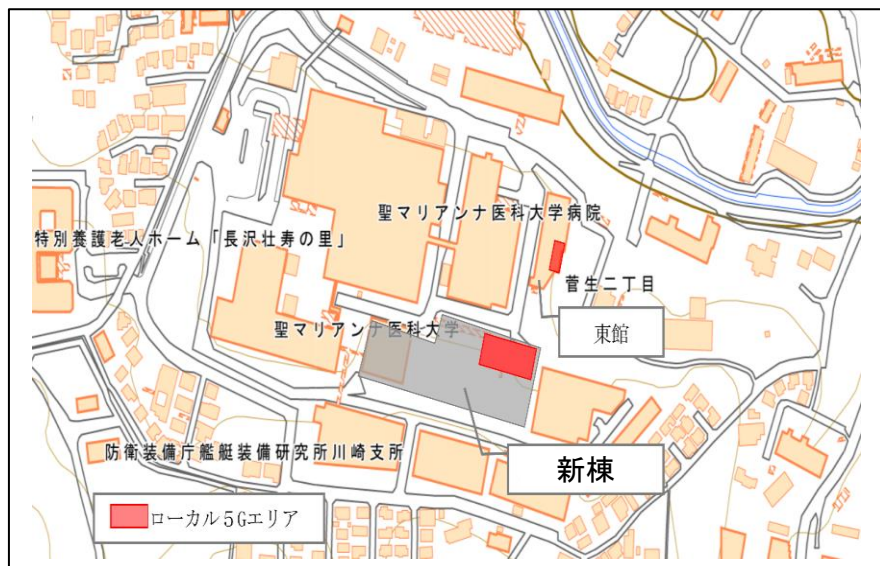 聖マリアンナ医科大学病院
特別養護老人ホーム「長沢壮寿の里」
菅生二丁目
聖マリアンナ医科大学
東館
防衛装備庁艦艇装備研究所川崎支所
新棟
ローカル5Gエリア